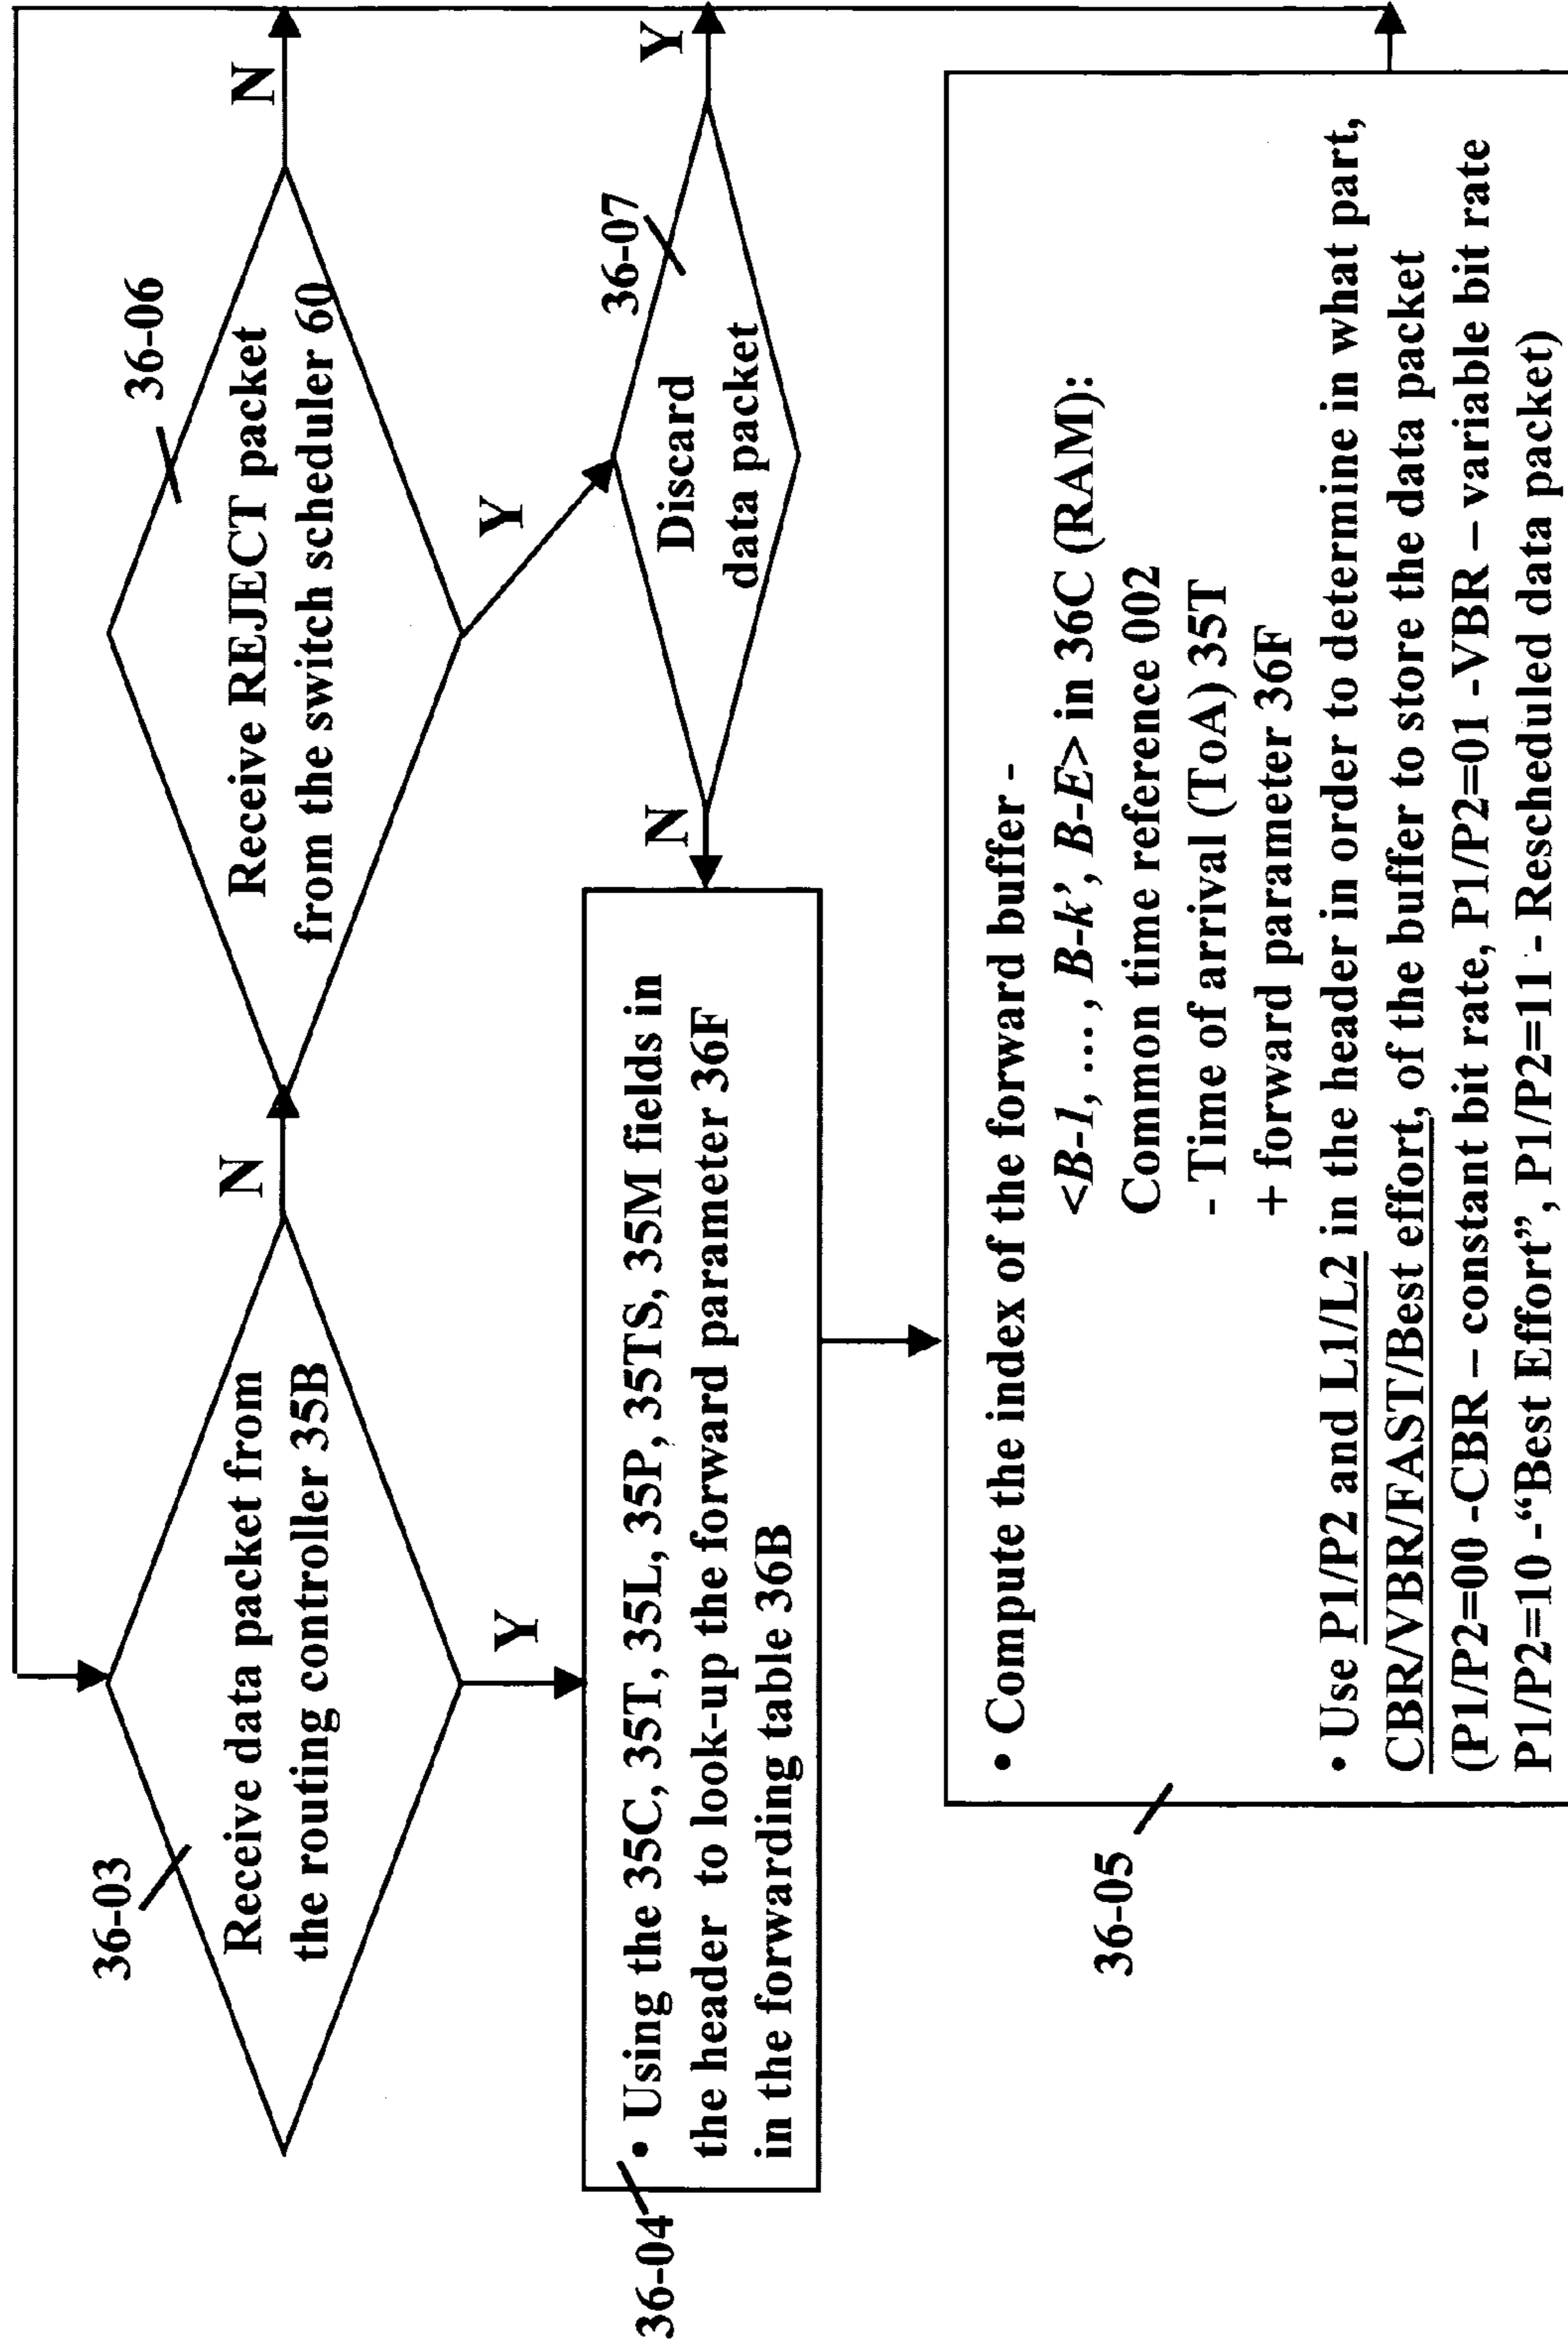 36-03
Receive data packet from
the routing controller 35B
N
Y
36-06
Receive REJECT packet
from the switch scheduler 60
N
Y
36-07
Discard
data packet
Y
N
36-04
• Using the 35C, 35T, 35L, 35P, 35TS, 35M fields in
the header to look-up the forward parameter 36F
in the forwarding table 36B
36-05
• Compute the index of the forward buffer -
<B-1, … , B-k', B-E> in 36C (RAM):
Common time reference 002
- Time of arrival (ToA) 35T
+ forward parameter 36F
• Use P1/P2 and L1/L2 in the header in order to determine in what part,
CBR/VBR/FAST/Best effort, of the buffer to store the data packet
(P1/P2=00 -CBR – constant bit rate, P1/P2=01 -VBR – variable bit rate
P1/P2=10 -“Best Effort”, P1/P2=11 - Rescheduled data packet)